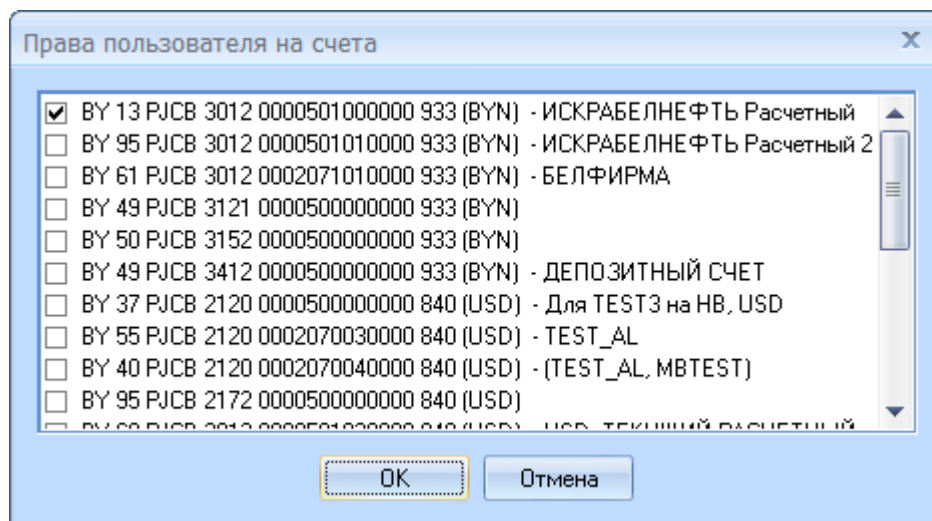 Права пользователя на счета
BY 13 PJCB 3012 0000501000000 933 (BYN) - ИСКРАБЕЛНЕФТЬ Расчетный
BY 95 PJCB 3012 0000501010000 933 (BYN) - ИСКРАБЕЛНЕФТЬ Расчетный 2
BY 61 PJCB 3012 0002071010000 933 (BYN) - БЕЛФИРМА
BY 49 PJCB 3121 0000500000000 933 (BYN)
BY 50 PJCB 3152 0000500000000 933 (BYN)
BY 49 PJCB 3412 0000500000000 933 (BYN) - ДЕПОЗИТНЫЙ СЧЕТ
BY 37 PJCB 2120 0000500000000 840 (USD) - Для TEST3 на НВ, USD
BY 55 PJCB 2120 0002070030000 840 (USD) - TEST_AL
BY 40 PJCB 2120 0002070040000 840 (USD) - (TEST_AL, MBTEST)
BY 95 PJCB 2172 0000500000000 840 (USD)
OK
Отмена